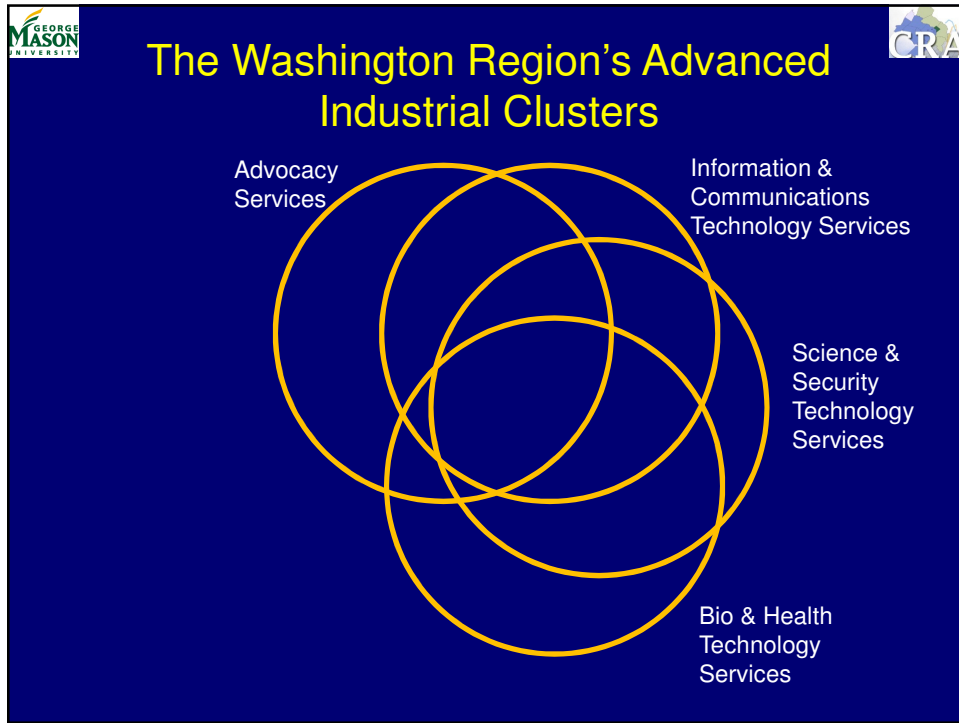 GEORGE
MASON
UNIVERSITY
CRA
The Washington Region's Advanced
Industrial Clusters
Advocacy
Services
Information &
Communications
Technology Services
Science &
Security
Technology
Services
Bio & Health
Technology
Services